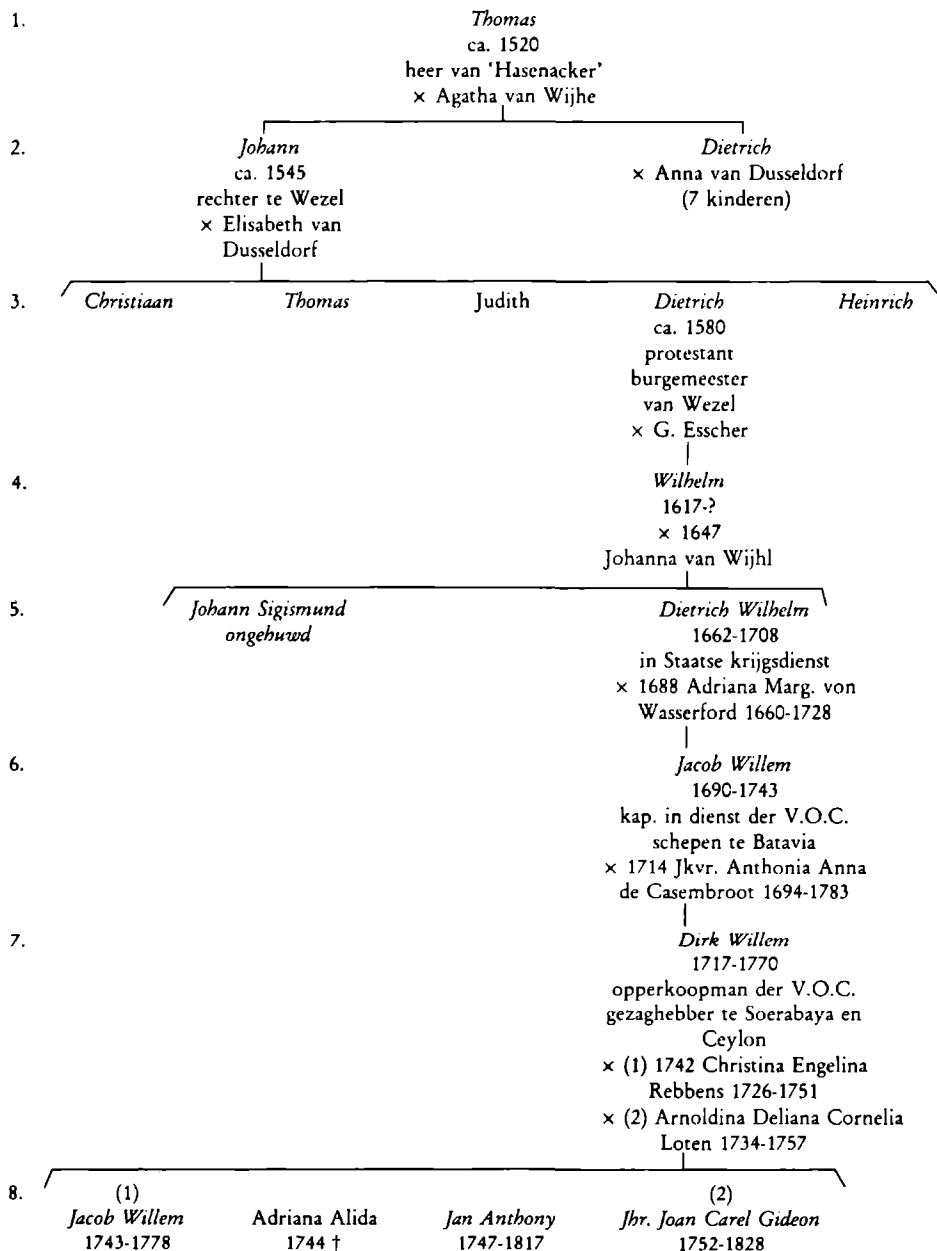 1.
Thomas
ca. 1520
heer van 'Hasenacker'
× Agatha van Wijhe
2.
Johann
ca. 1545
rechter te Wezel
× Elisabeth van
Dusseldorf
Dietrich
× Anna van Dusseldorf
(7 kinderen)
3.
Christiaan
Thomas
Judith
Dietrich
ca. 1580
protestant
burgemeester
van Wezel
× G. Esscher
Heinrich
4.
Wilhelm
1617-?
× 1647
Johanna van Wijhl
5.
Johann Sigismund
ongehuwd
Dietrich Wilhelm
1662-1708
in Staatse krijgsdienst
× 1688 Adriana Marg. von
Wasserford 1660-1728
6.
Jacob Willem
1690-1743
kap. in dienst der V.O.C.
schepen te Batavia
× 1714 Jkvr. Anthonia Anna
de Casembroot 1694-1783
7.
Dirk Willem
1717-1770
opperkoopman der V.O.C.
gezaghebber te Soerabaya en
Ceylon
× (1) 1742 Christina Engelina
Rebbens 1726-1751
× (2) Arnoldina Deliana Cornelia
Loten 1734-1757
8.
(1)
Jacob Willem
1743-1778
Adriana Alida
1744 †
Jan Anthony
1747-1817
(2)
Jhr. Joan Carel Gideon
1752-1828